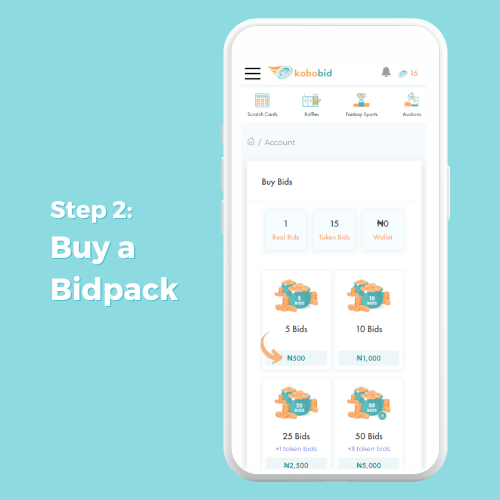 Step 2:
Buy a
Bidpack
kobobid
16
Scratch Cards
Raffles
Fantasy Sports
Auctions
/ Account
Buy Bids
1
15
₦0
Real Bids
Token Bids
Wallet
5
BIDS
10
BIDS
5 Bids
10 Bids
₦500
₦1,000
25
BIDS
50
BIDS
25 Bids
50 Bids
+1 token bids
+3 token bids
₦2,500
₦5,000